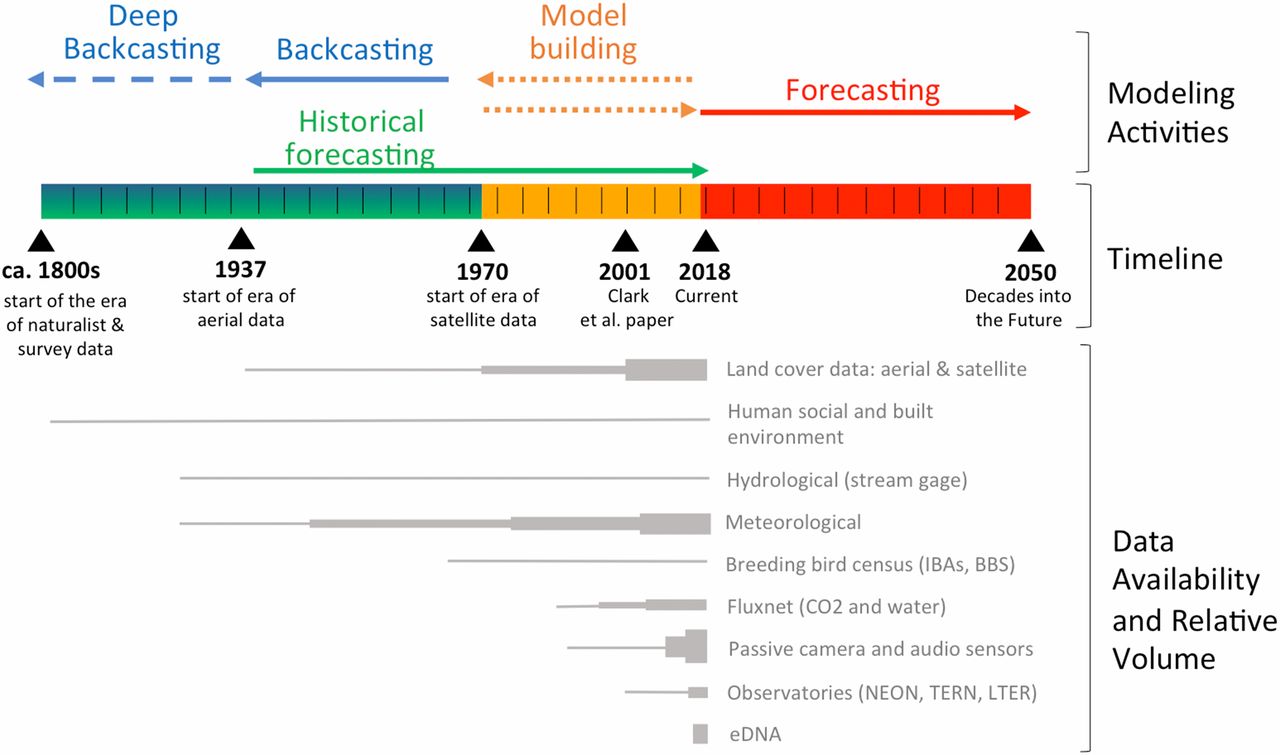 Deep
Backcasting
Backcasting
Model
building
Forecasting
Historical
forecasting
Modeling
Activities
ca. 1800s
start of the era
of naturalist &
survey data
1937
start of era of
aerial data
1970
start of era of
satellite data
2001
Clark
et al. paper
2018
Current
2050
Decades into
the Future
Timeline
Land cover data: aerial & satellite
Human social and built
environment
Hydrological (stream gage)
Meteorological
Breeding bird census (IBAs, BBS)
Fluxnet (CO2 and water)
Passive camera and audio sensors
Observatories (NEON, TERN, LTER)
eDNA
Data
Availability
and Relative
Volume